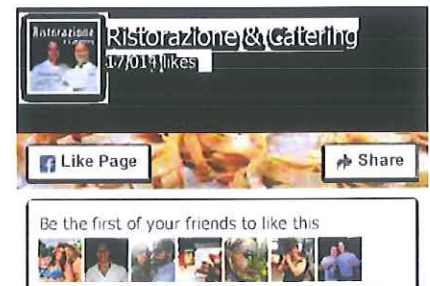 Ristorazione
Ristorazione & Catering
17,014 likes
Like Page
Share
Be the first of your friends to like this